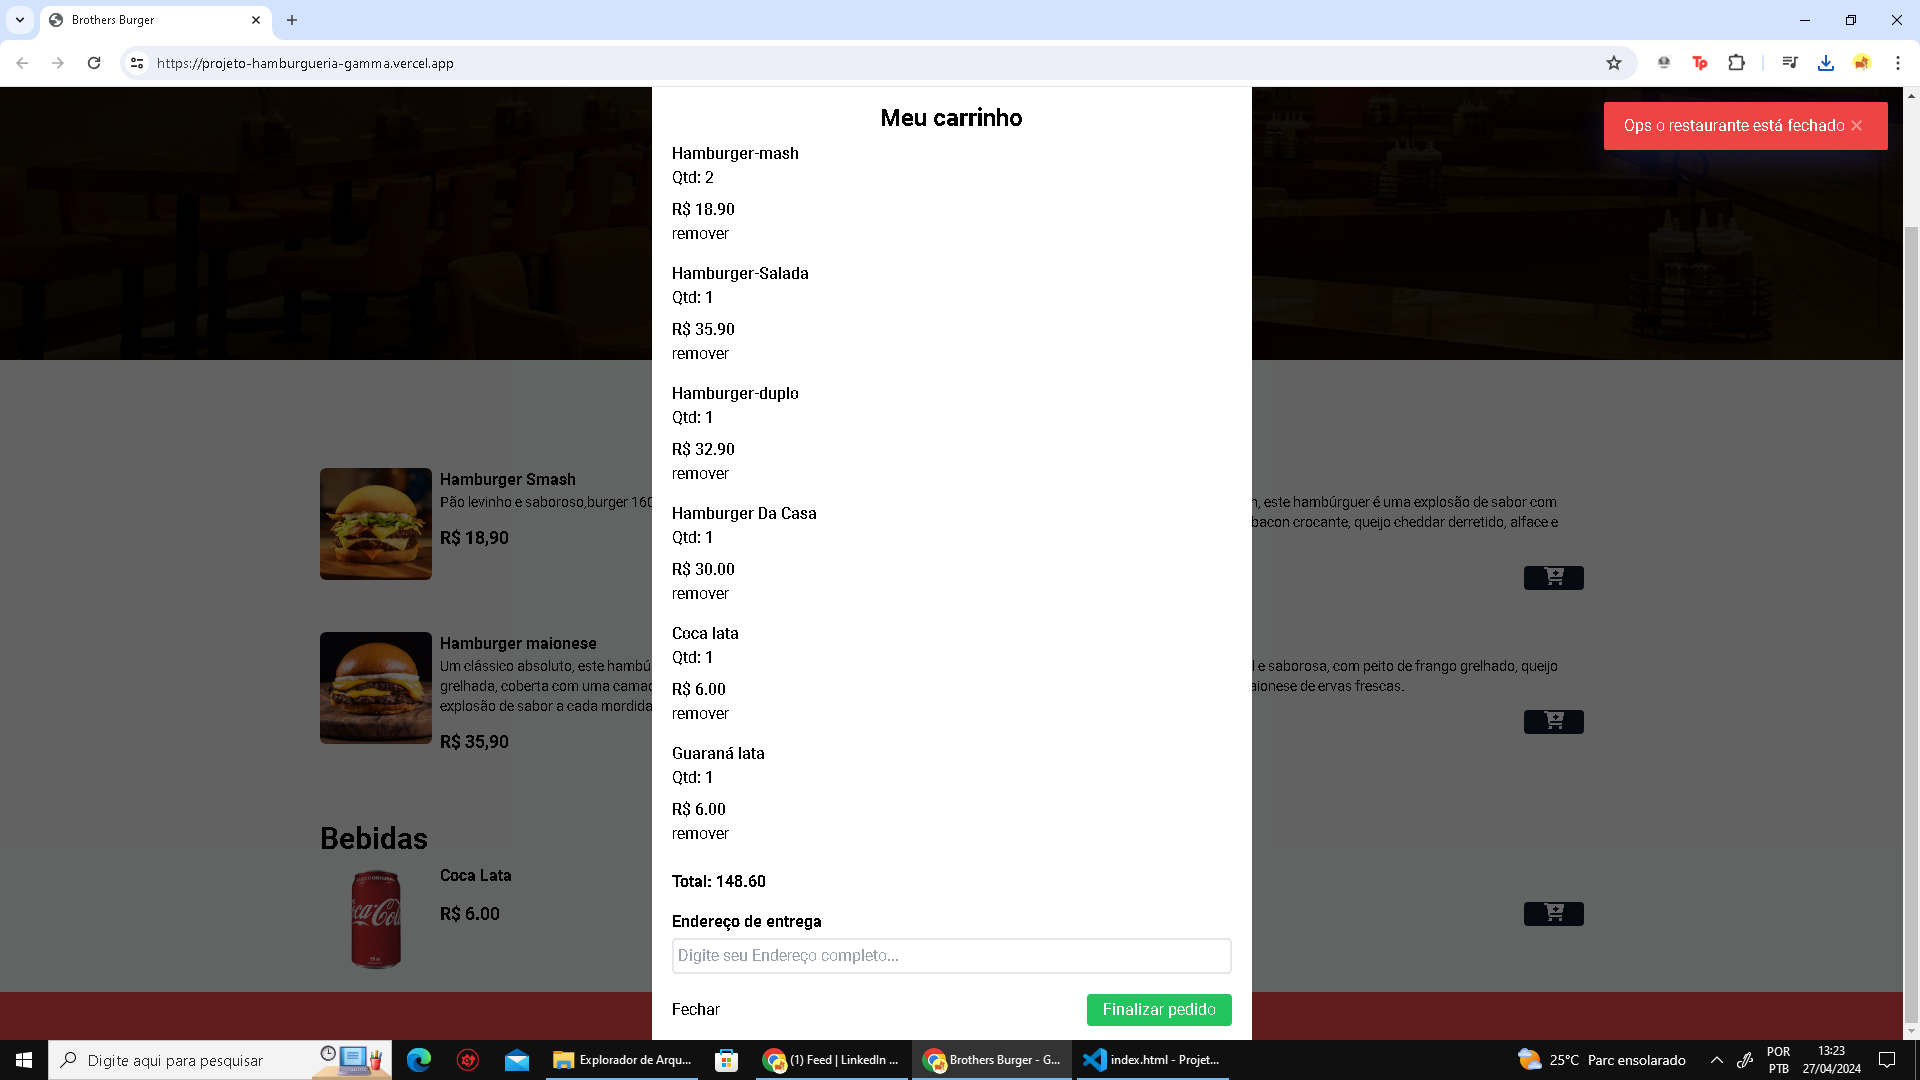 Brothers Burger
https://projeto-hamburgueria-gamma.vercel.app
Tp
Ops o restaurante está fechado
Meu carrinho
Hamburger-mash
Qtd: 2
R$ 18.90
remover
Hamburger-Salada
Qtd: 1
R$ 35.90
remover
Hamburger-duplo
Qtd: 1
R$ 32.90
remover
Hamburger Da Casa
Qtd: 1
R$ 30.00
remover
Coca lata
Qtd: 1
R$ 6.00
remover
Guaraná lata
Qtd: 1
R$ 6.00
remover
Total: 148.60
Endereço de entrega
Digite seu Endereço completo...
Fechar
Finalizar pedido
Hamburger Smash
Pão levinho e saboroso,burger 160
R$ 18,90
, este hambúrguer é uma explosão de sabor com
bacon crocante, queijo cheddar derretido, alface e
Hamburger maionese
Um clássico absoluto, este hambú
grelhada, coberta com uma camad
explosão de sabor a cada mordida
R$ 35,90
l e saborosa, com peito de frango grelhado, queijo
aionese de ervas frescas.
Bebidas
Coca Lata
R$ 6.00
Digite aqui para pesquisar
Explorador de Arqu...
(1) Feed | LinkedIn ...
Brothers Burger - G...
index.html - Projet...
25°C Parc ensolarado
POR
PTB
13:23
27/04/2024